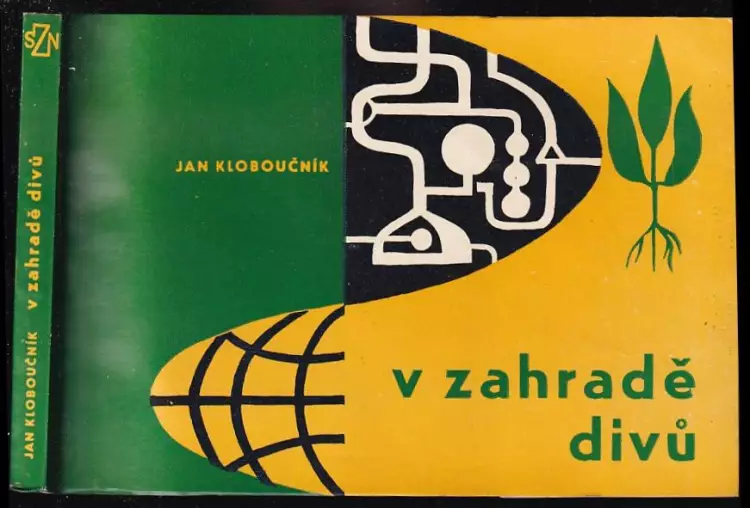 SZN
JAN KLOBOUČNÍK v zahradě divů
JAN KLOBOUČNÍK
v zahradě
divů